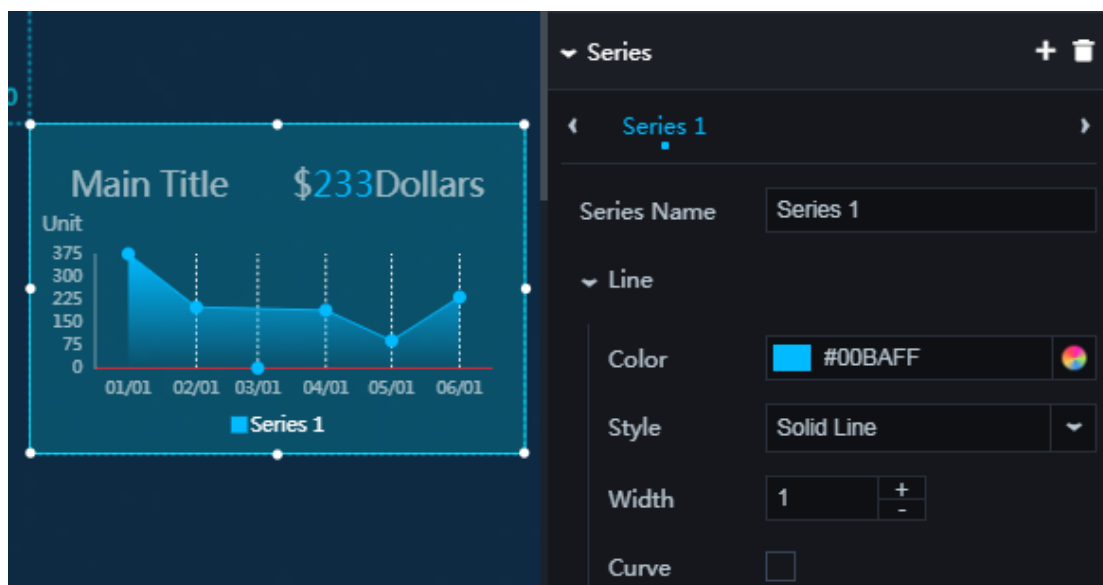 Main Title $233Dollars
Unit
375
300
225
150
75
0
01/01 02/01 03/01 04/01 05/01 06/01
Series 1
Series
Series 1
Series Name Series 1
Line
Color #00BAFF
Style Solid Line
Width 1 + -
Curve